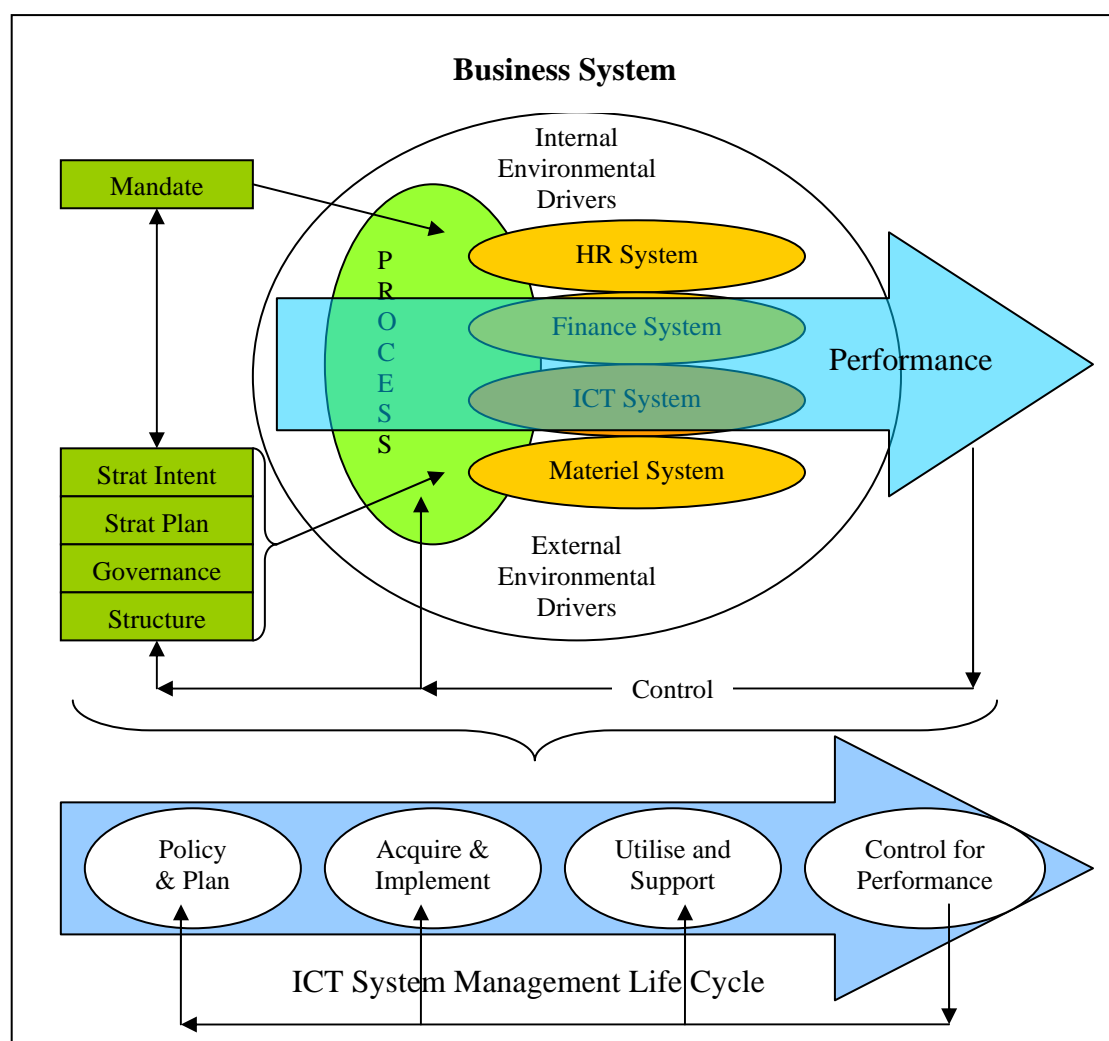 Business System
Internal
Environmental
Drivers
Mandate
HR System
P
R
O
C
E
S
S
Finance System
Performance
ICT System
Materiel System
Strat Intent
Strat Plan
Governance
Structure
External
Environmental
Drivers
Control
Policy
& Plan
Acquire &
Implement
Utilise and
Support
Control for
Performance
ICT System Management Life Cycle